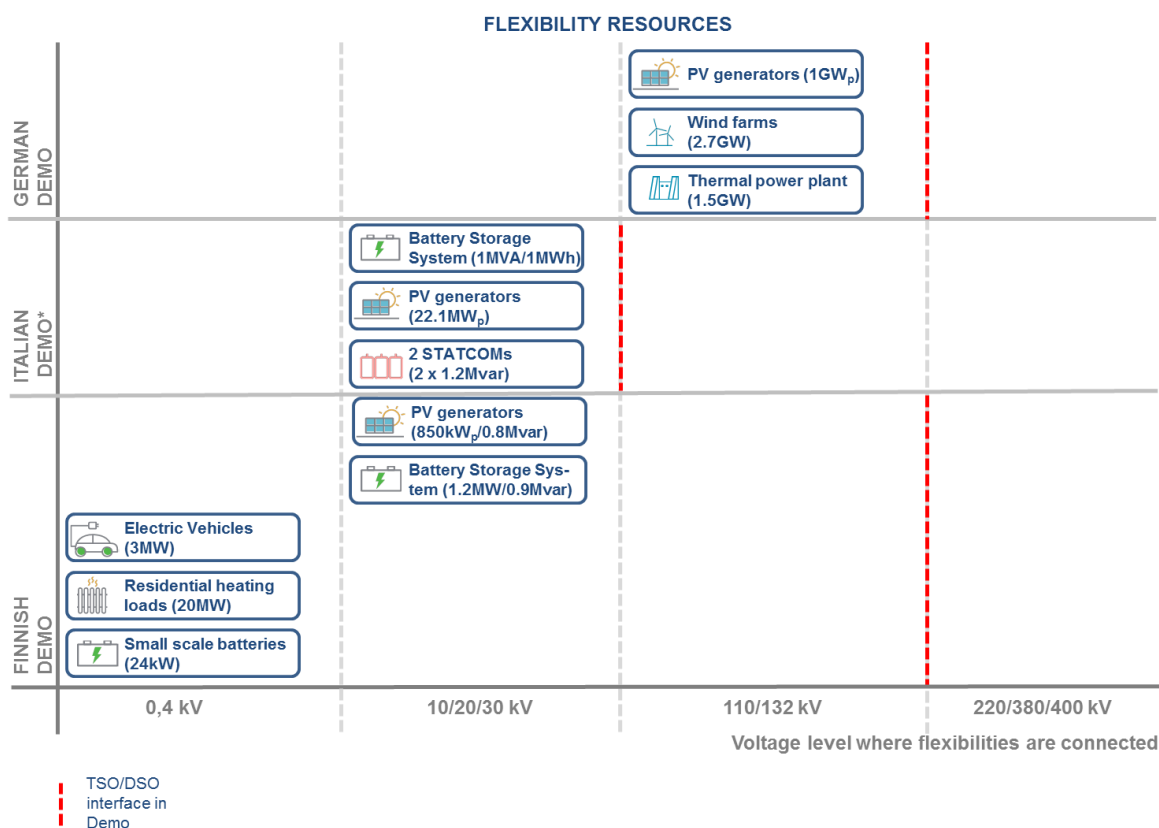 FLEXIBILITY RESOURCES
GERMAN
DEMO
PV generators (1GWp)
Wind farms
(2.7GW)
Thermal power plant
(1.5GW)
ITALIAN
DEMO*
Battery Storage
System (1MVA/1MWh)
PV generators
(22.1MWp)
2 STATCOMs
(2 x 1.2Mvar)
FINNISH
DEMO
PV generators
(850kWp/0.8Mvar)
Battery Storage Sys-
tem (1.2MW/0.9Mvar)
Electric Vehicles
(3MW)
Residential heating
loads (20MW)
Small scale batteries
(24kW)
0,4 kV
10/20/30 kV
110/132 kV
220/380/400 kV
Voltage level where flexibilities are connected
TSO/DSO
interface in
Demo